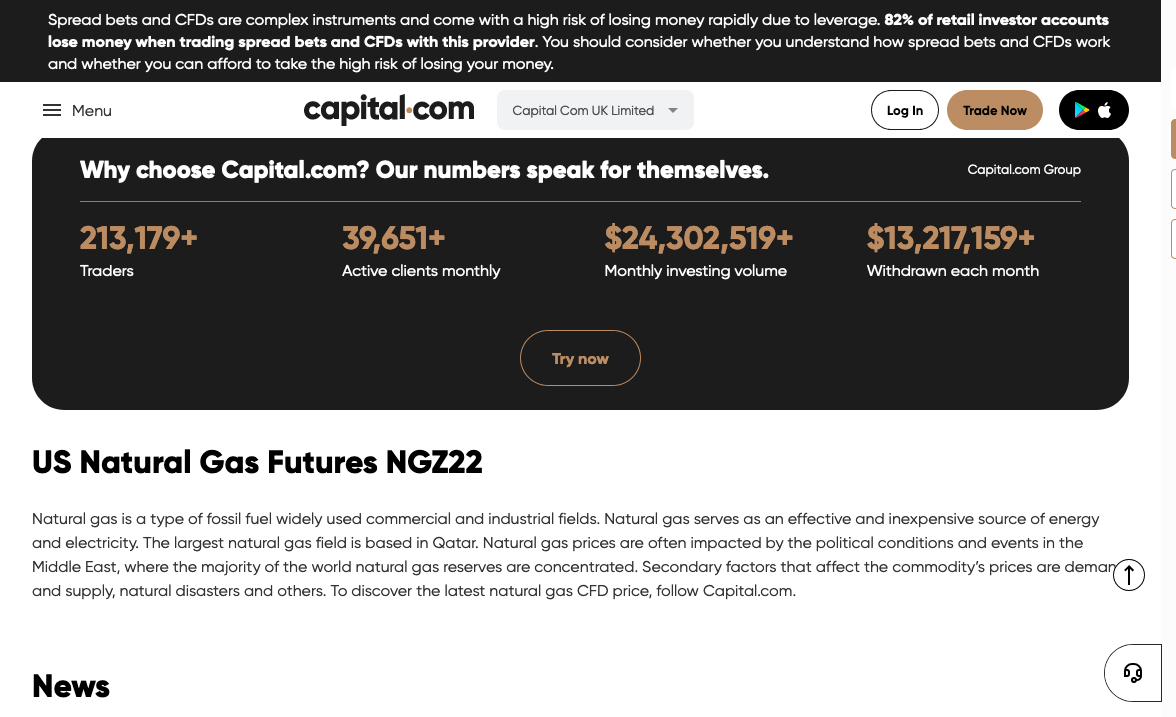 Spread bets and CFDs are complex instruments and come with a high risk of losing money rapidly due to leverage. 82% of retail investor accounts
lose money when trading spread bets and CFDs with this provider. You should consider whether you understand how spread bets and CFDs work
and whether you can afford to take the high risk of losing your money.
Menu
capital.com
Capital Com UK Limited
Log In
Trade Now
Why choose Capital.com? Our numbers speak for themselves.
Capital.com Group
213,179+
39,651+
$24,302,519+
$13,217,159+
Traders
Active clients monthly
Monthly investing volume
Withdrawn each month
Try now
US Natural Gas Futures NGZ22
Natural gas is a type of fossil fuel widely used commercial and industrial fields. Natural gas serves as an effective and inexpensive source of energy
and electricity. The largest natural gas field is based in Qatar. Natural gas prices are often impacted by the political conditions and events in the
Middle East, where the majority of the world natural gas reserves are concentrated. Secondary factors that affect the commodity’s prices are deman
and supply, natural disasters and others. To discover the latest natural gas CFD price, follow Capital.com.
News